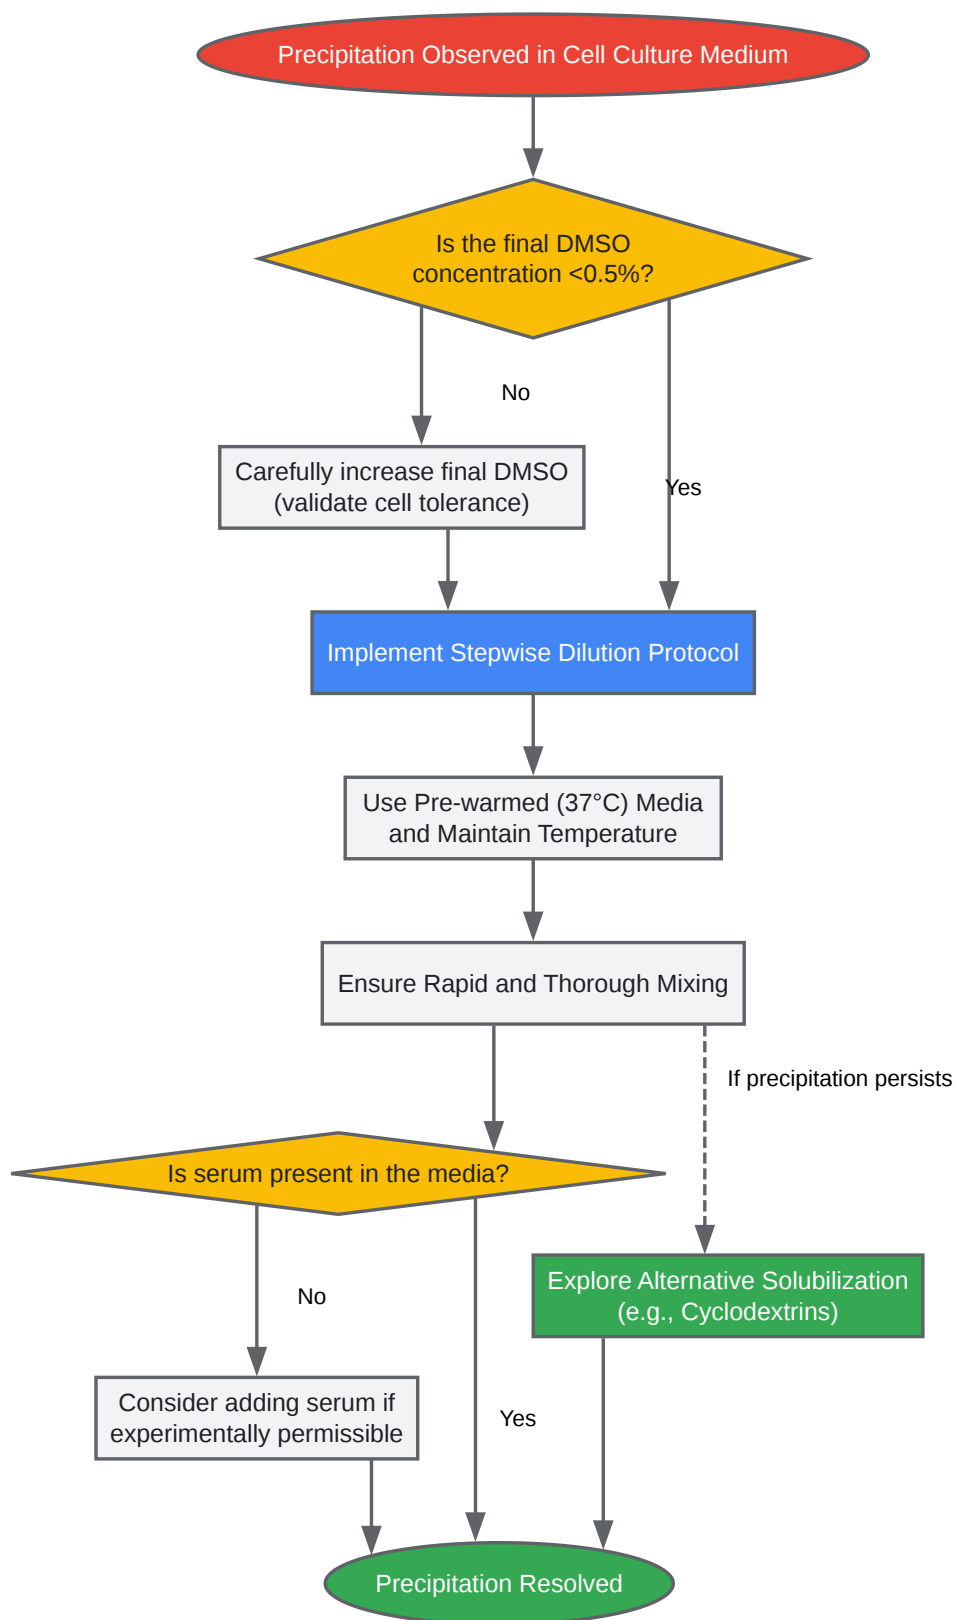 Precipitation Observed in Cell Culture Medium
Is the final DMSO
concentration <0.5%?
No
Carefully increase final DMSO
(validate cell tolerance)
Yes
Implement Stepwise Dilution Protocol
Use Pre-warmed (37°C) Media
and Maintain Temperature
Ensure Rapid and Thorough Mixing
If precipitation persists
Is serum present in the media?
Explore Alternative Solubilization
(e.g., Cyclodextrins)
No
Consider adding serum if
experimentally permissible
Yes
Precipitation Resolved